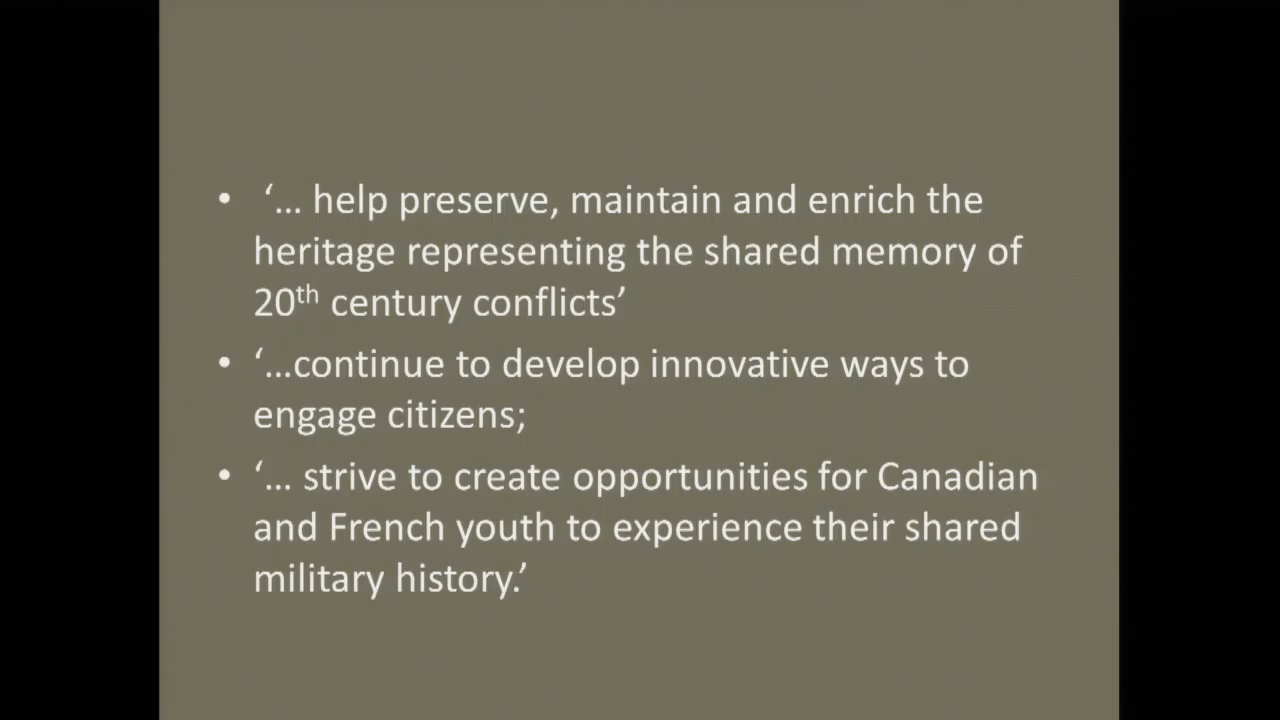 • ‘... help preserve, maintain and enrich the
heritage representing the shared memory of
20th century conflicts’
• ‘...continue to develop innovative ways to
engage citizens;
• ‘... strive to create opportunities for Canadian
and French youth to experience their shared
military history.’